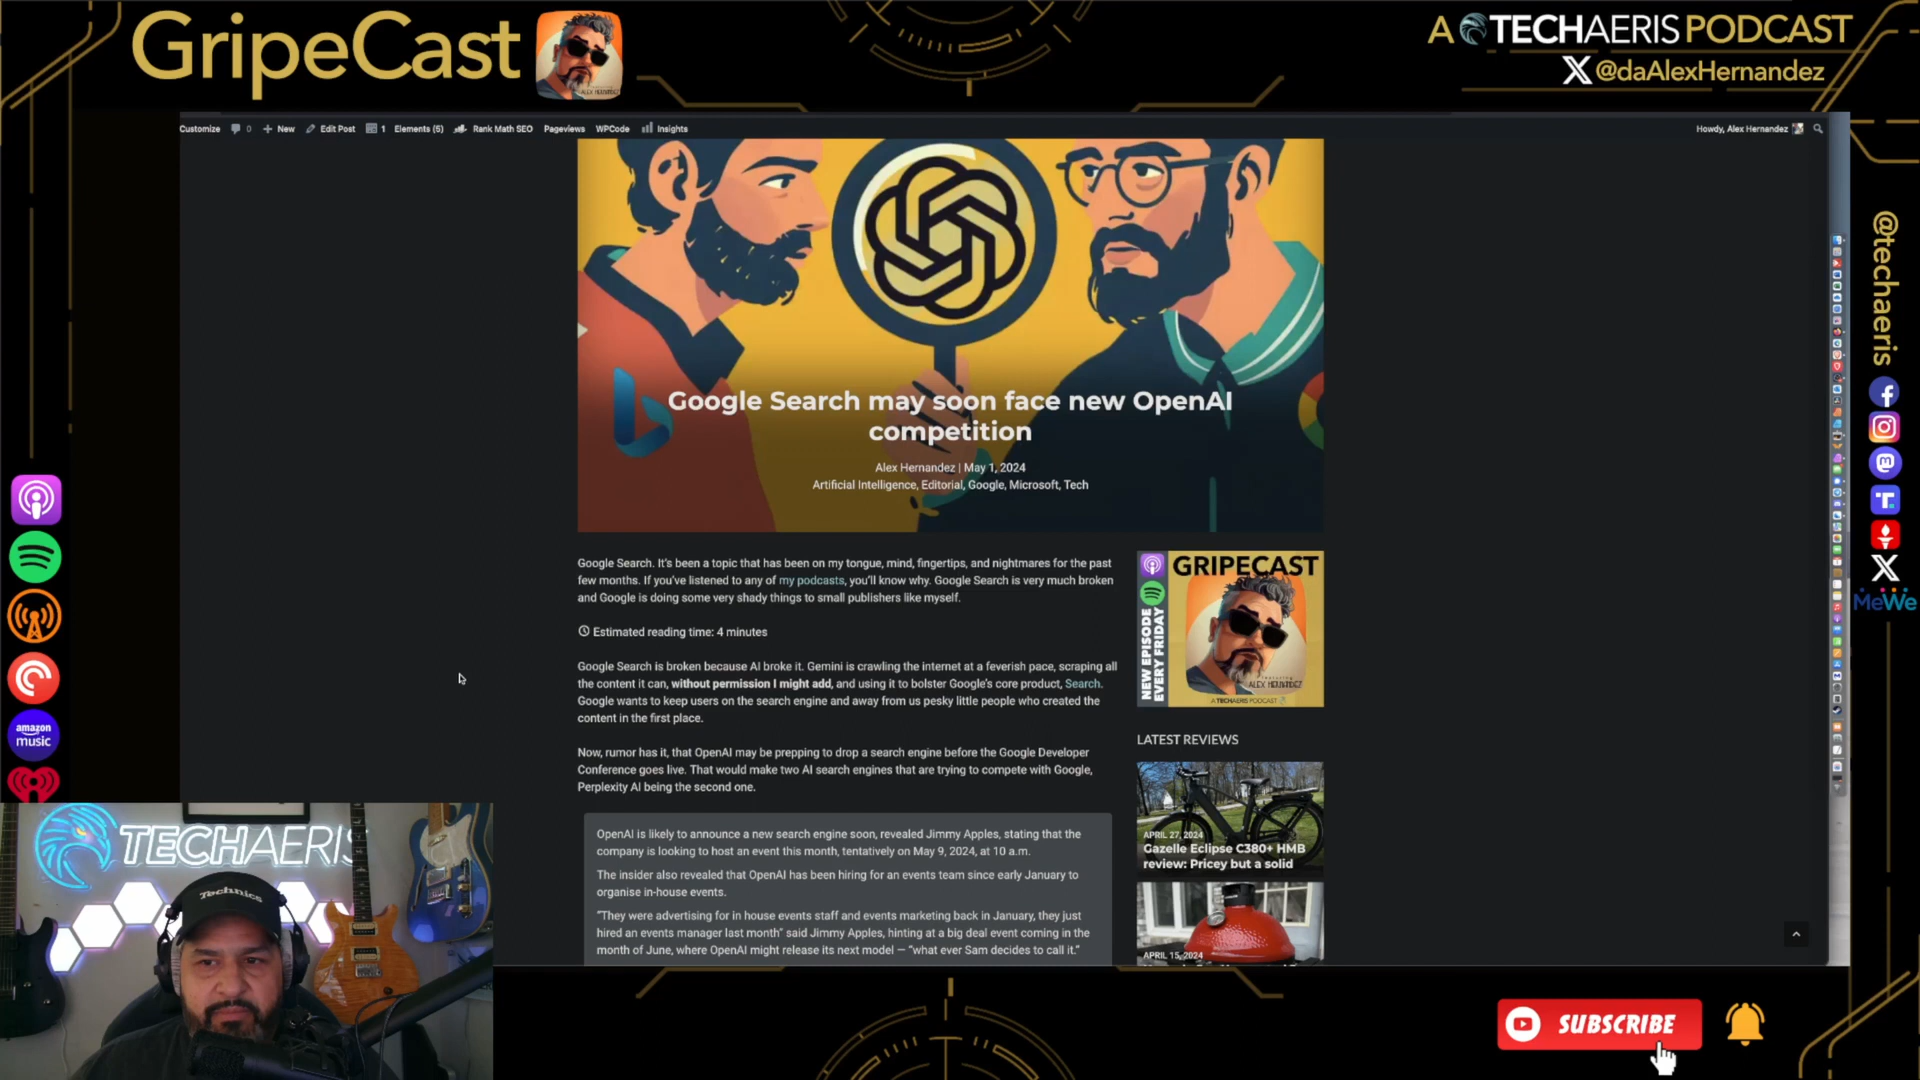 GripeCast
ALEX HERNANDEZ
A TECHAERIS PODCAST
X @daAlexHernandez
Customize 0 + New Edit Post 1 Elements (6) Rank Math SEO Pageviews WPCode Insights
Howdy, Alex Hernandez
Google Search may soon face new OpenAI
competition
Alex Hernandez | May 1, 2024
Artificial Intelligence, Editorial, Google, Microsoft, Tech
Google Search. It's been a topic that has been on my tongue, mind, fingertips, and nightmares for the past
few months. If you've listened to any of my podcasts, you'll know why. Google Search is very much broken
and Google is doing some very shady things to small publishers like myself.
Estimated reading time: 4 minutes
Google Search is broken because AI broke it. Gemini is crawling the internet at a feverish pace, scraping all
the content it can, without permission I might add, and using it to bolster Google's core product, Search.
Google wants to keep users on the search engine and away from us pesky little people who created the
content in the first place.
Now, rumor has it, that OpenAI may be prepping to drop a search engine before the Google Developer
Conference goes live. That would make two AI search engines that are trying to compete with Google,
Perplexity AI being the second one.
OpenAI is likely to announce a new search engine soon, revealed Jimmy Apples, stating that the
company is looking to host an event this month, tentatively on May 9, 2024, at 10 a.m.
The insider also revealed that OpenAI has been hiring for an events team since early January to
organise in-house events.
"They were advertising for in house events staff and events marketing back in January, they just
hired an events manager last month" said Jimmy Apples, hinting at a big deal event coming in the
month of June, where OpenAI might release its next model — "what ever Sam decides to call it."
GRIPECAST
NEW EPISODE
EVERY FRIDAY
ALEX HERNANDEZ
A TECHAERIS PODCAST
LATEST REVIEWS
APRIL 27, 2024
Gazelle Eclipse C380+ HMB
review: Pricey but a solid
APRIL 15, 2024
@techaeris
MeWe
amazon
music
TECHAERIS
Technics
SUBSCRIBE